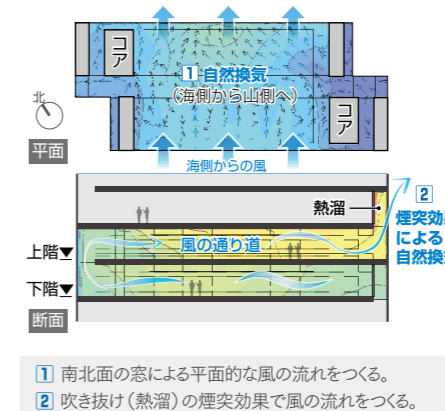 コア
1 自然換気
(海側から山側へ)
コア
北
平面
海側からの風
熱溜
2
煙突効
による
自然換
風の通り道
上階▼
下階▼
断面
1 南北面の窓による平面的な風の流れをつくる。
2 吹き抜け(熱溜)の煙突効果で風の流れをつくる。